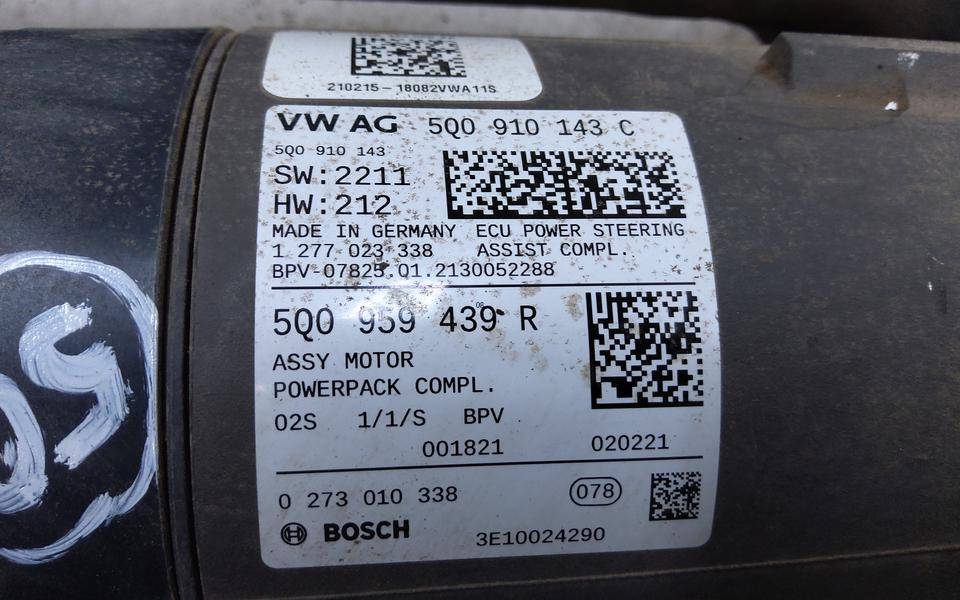 210215-18082VWA11S
VW AG 5Q0 910 143 C
5Q0 910 143
SW:2211
HW:212
MADE IN GERMANY ECU POWER STEERING
1 277 023 338 ASSIST COMPL.
BPV-07825.01.2130052288
5Q0 959 439 R
ASSY MOTOR
POWERPACK COMPL.
02S 1/1/S BPV
001821 020221
0 273 010 338 078
BOSCH 3E10024290